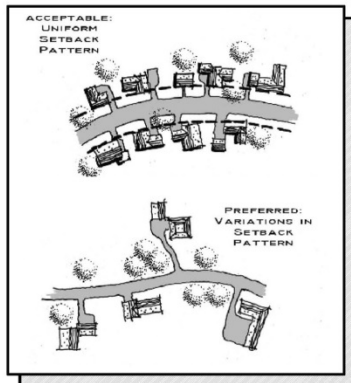 ACCEPTABLE:
UNIFORM
SETBACK
PATTERN
PREFERRED:
VARIATIONS IN
SETBACK
PATTERN